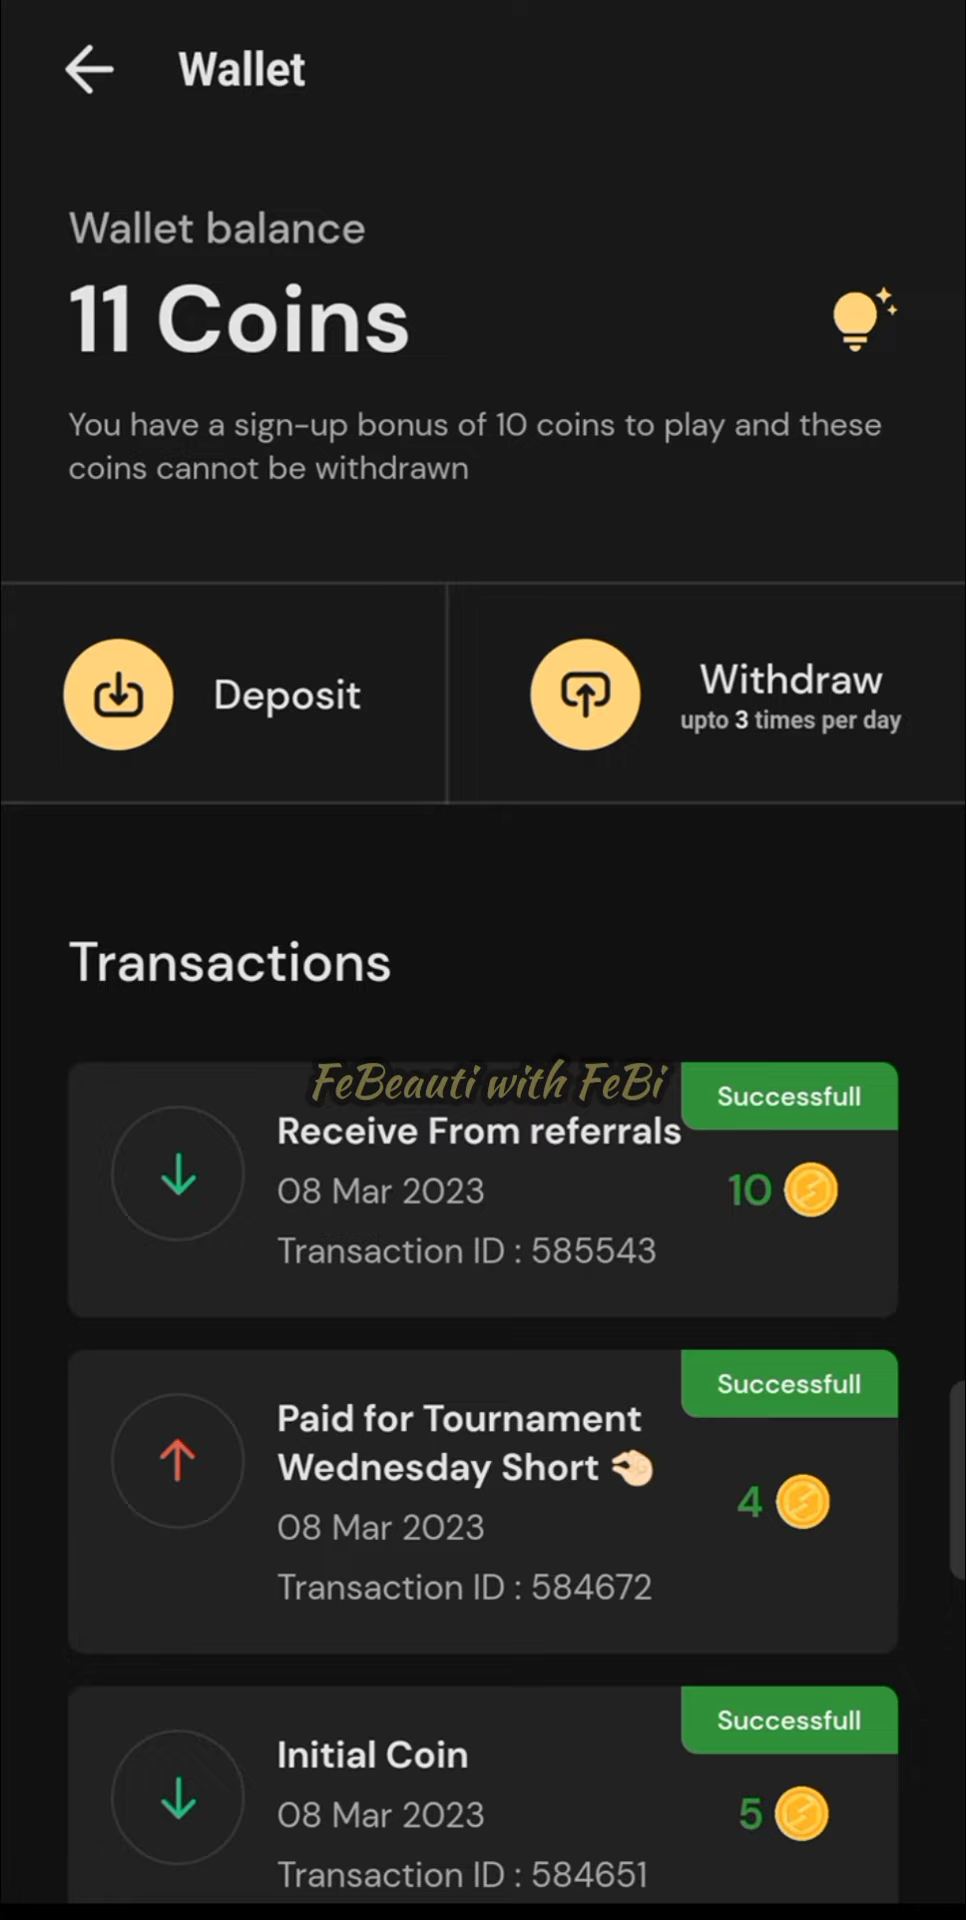 Wallet
Wallet balance
11 Coins
You have a sign-up bonus of 10 coins to play and these
coins cannot be withdrawn
Deposit
Withdraw
upto 3 times per day
Transactions
FeBeauti with FeBi
Successfull
Receive From referrals
08 Mar 2023
10
Transaction ID : 585543
Successfull
Paid for Tournament
Wednesday Short 🤏🏻
4
08 Mar 2023
Transaction ID : 584672
Successfull
Initial Coin
08 Mar 2023
5
Transaction ID : 584651